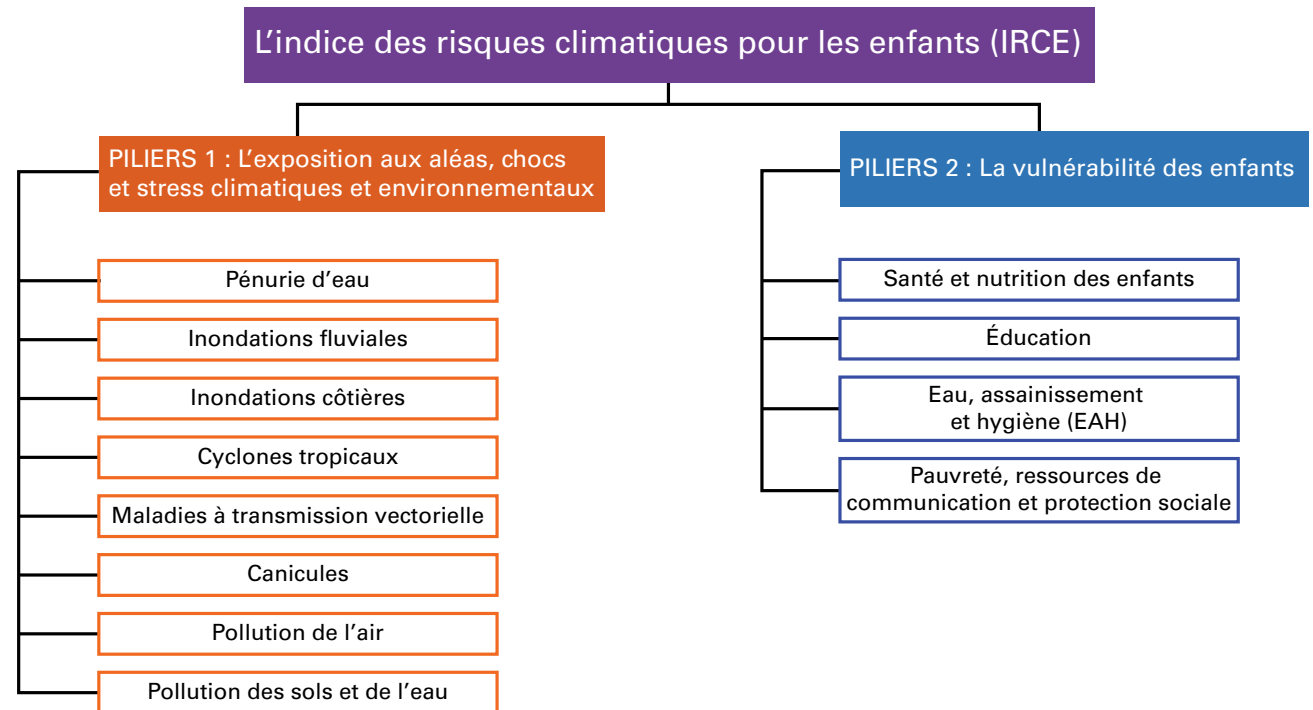 L’indice des risques climatiques pour les enfants (IRCE)
PILIERS 1 : L’exposition aux aléas, chocs
et stress climatiques et environnementaux
Pénurie d’eau
Inondations fluviales
Inondations côtières
Cyclones tropicaux
Maladies à transmission vectorielle
Canicules
Pollution de l’air
Pollution des sols et de l’eau
PILIERS 2 : La vulnérabilité des enfants
Santé et nutrition des enfants
Éducation
Eau, assainissement
et hygiène (EAH)
Pauvreté, ressources de
communication et protection sociale